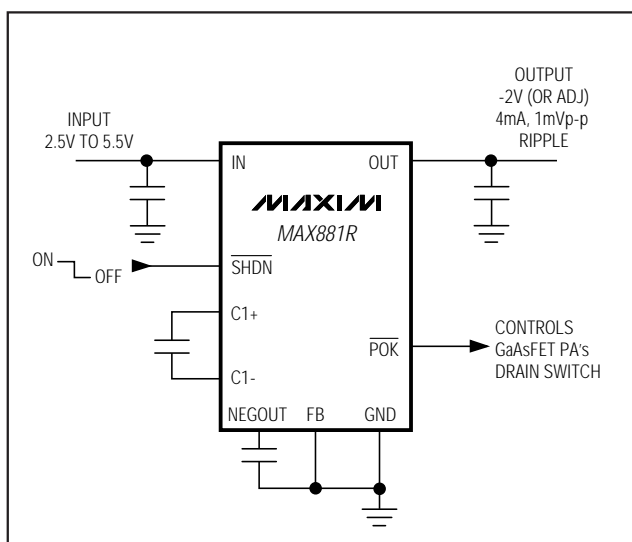 INPUT
2.5V TO 5.5V
OUTPUT
-2V (OR ADJ)
4mA, 1mVp-p
RIPPLE
IN
OUT
MAXIM
MAX881R
ON
OFF
SHDN
C1+
C1-
POK
CONTROLS
GaAsFET PA's
DRAIN SWITCH
NEGOUT FB GND